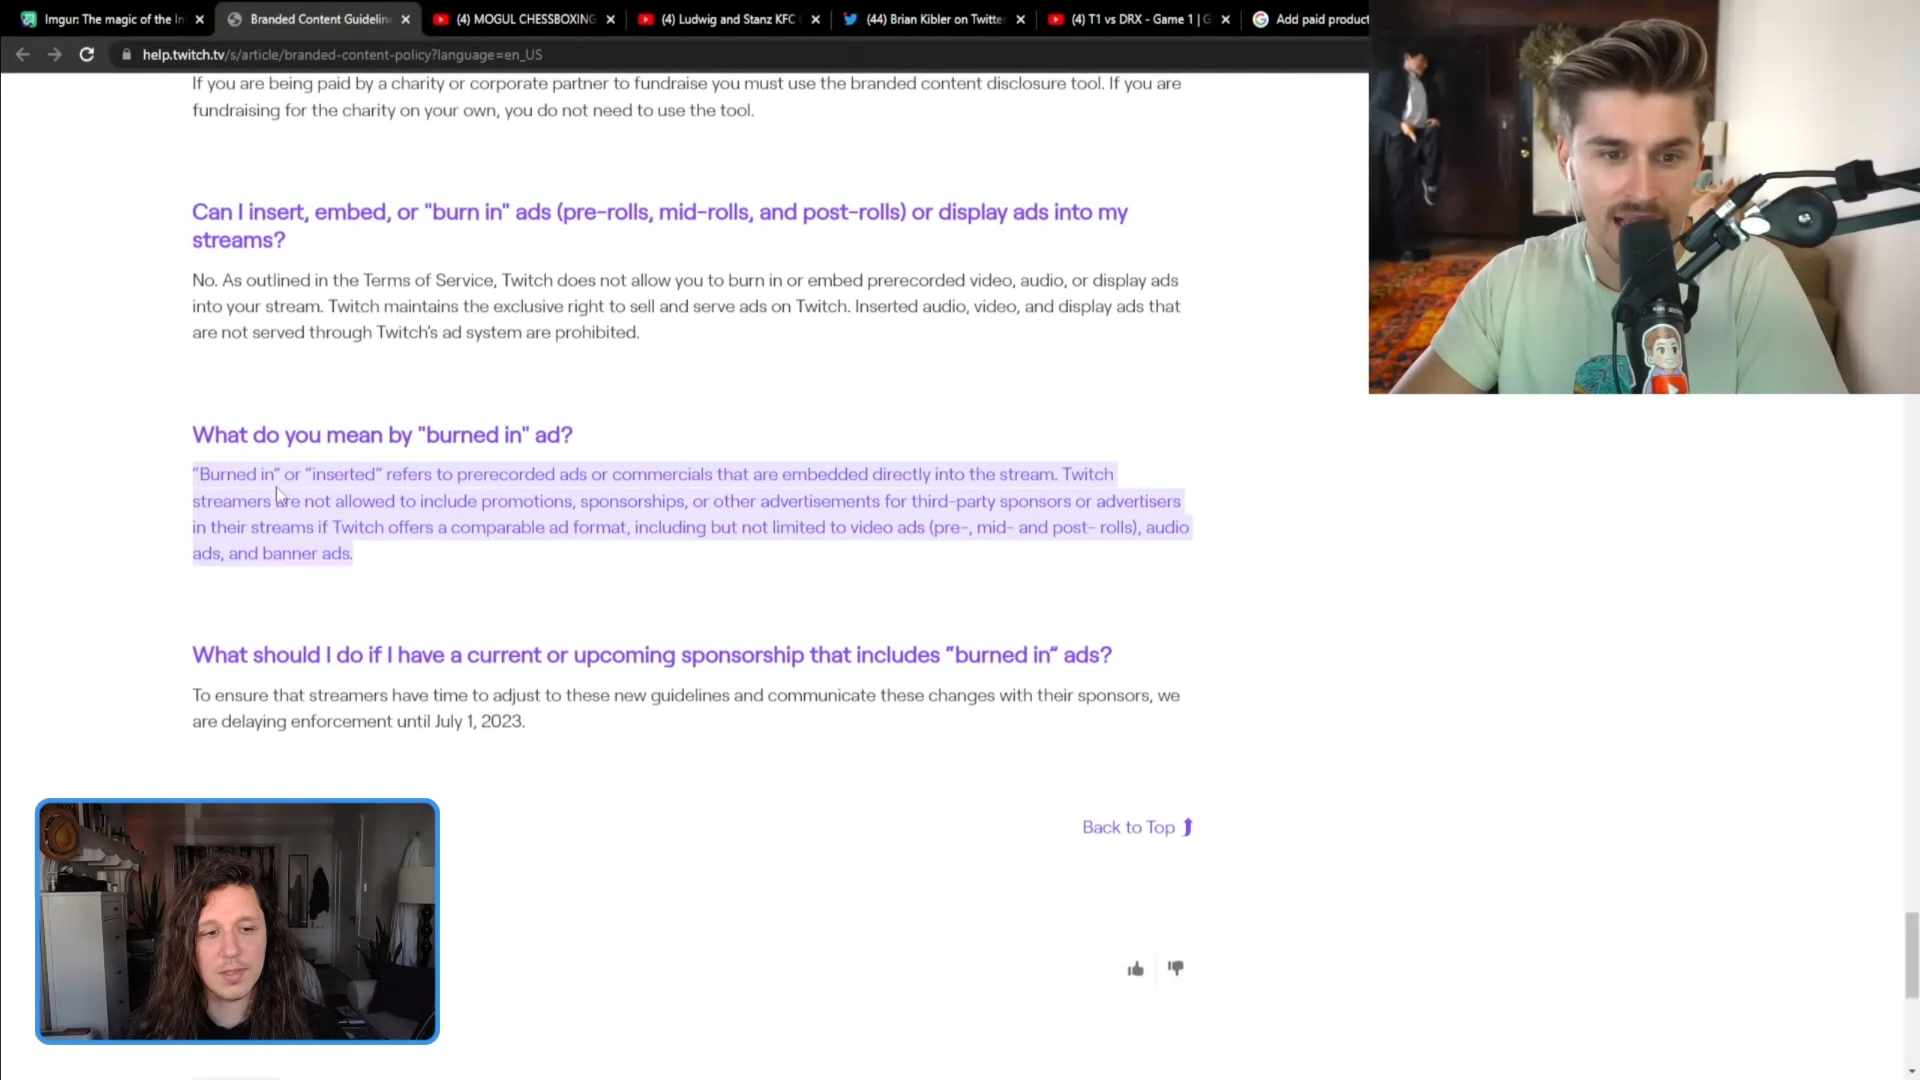 Imgur: The magic of the In
Branded Content Guidelin
(4) MOGUL CHESSBOXING
(4) Ludwig and Stanz KFC
(44) Brian Kibler on Twitte
(4) T1 vs DRX - Game 1 | G
Add paid product
help.twitch.tv/s/article/branded-content-policy?language=en_US
If you are being paid by a charity or corporate partner to fundraise you must use the branded content disclosure tool. If you are
fundraising for the charity on your own, you do not need to use the tool.
Can I insert, embed, or "burn in" ads (pre-rolls, mid-rolls, and post-rolls) or display ads into my
streams?
No. As outlined in the Terms of Service, Twitch does not allow you to burn in or embed prerecorded video, audio, or display ads
into your stream. Twitch maintains the exclusive right to sell and serve ads on Twitch. Inserted audio, video, and display ads that
are not served through Twitch's ad system are prohibited.
What do you mean by "burned in" ad?
“Burned in” or “inserted” refers to prerecorded ads or commercials that are embedded directly into the stream. Twitch
streamers are not allowed to include promotions, sponsorships, or other advertisements for third-party sponsors or advertisers
in their streams if Twitch offers a comparable ad format, including but not limited to video ads (pre-, mid- and post- rolls), audio
ads, and banner ads.
What should I do if I have a current or upcoming sponsorship that includes “burned in” ads?
To ensure that streamers have time to adjust to these new guidelines and communicate these changes with their sponsors, we
are delaying enforcement until July 1, 2023.
Back to Top